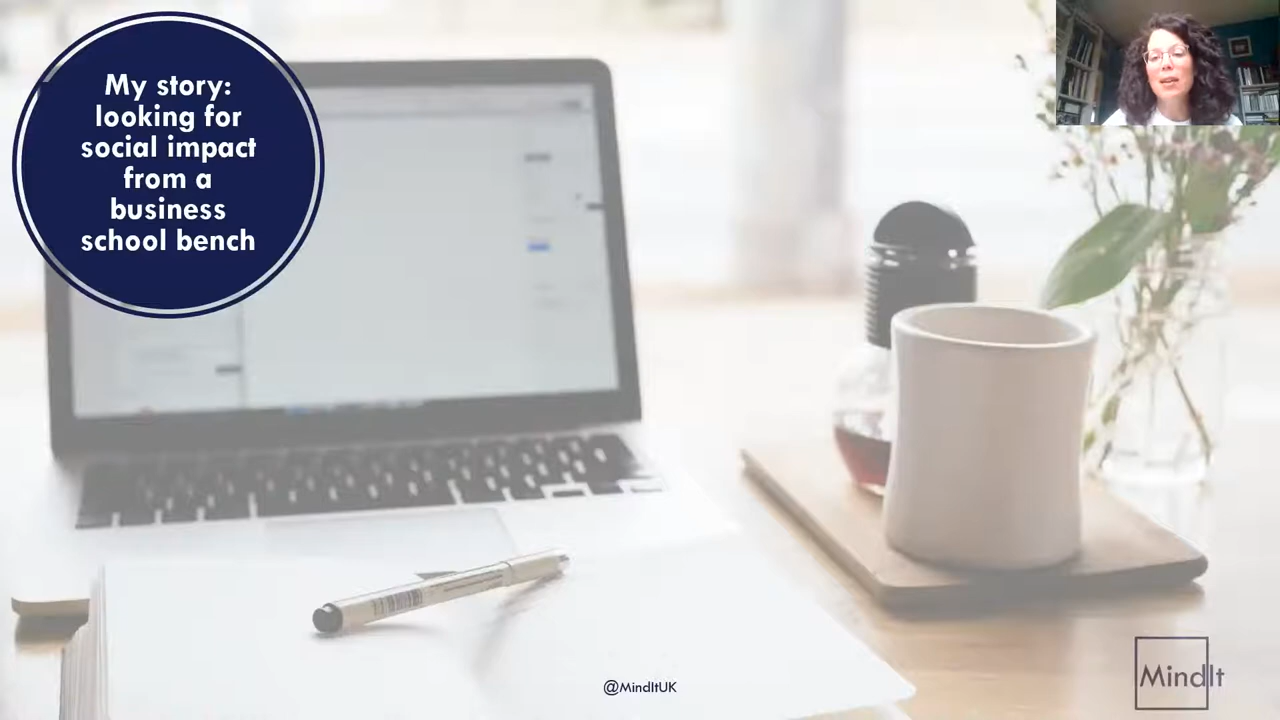 My story:
looking for
social impact
from a
business
school bench
@MindItUK
MindIt